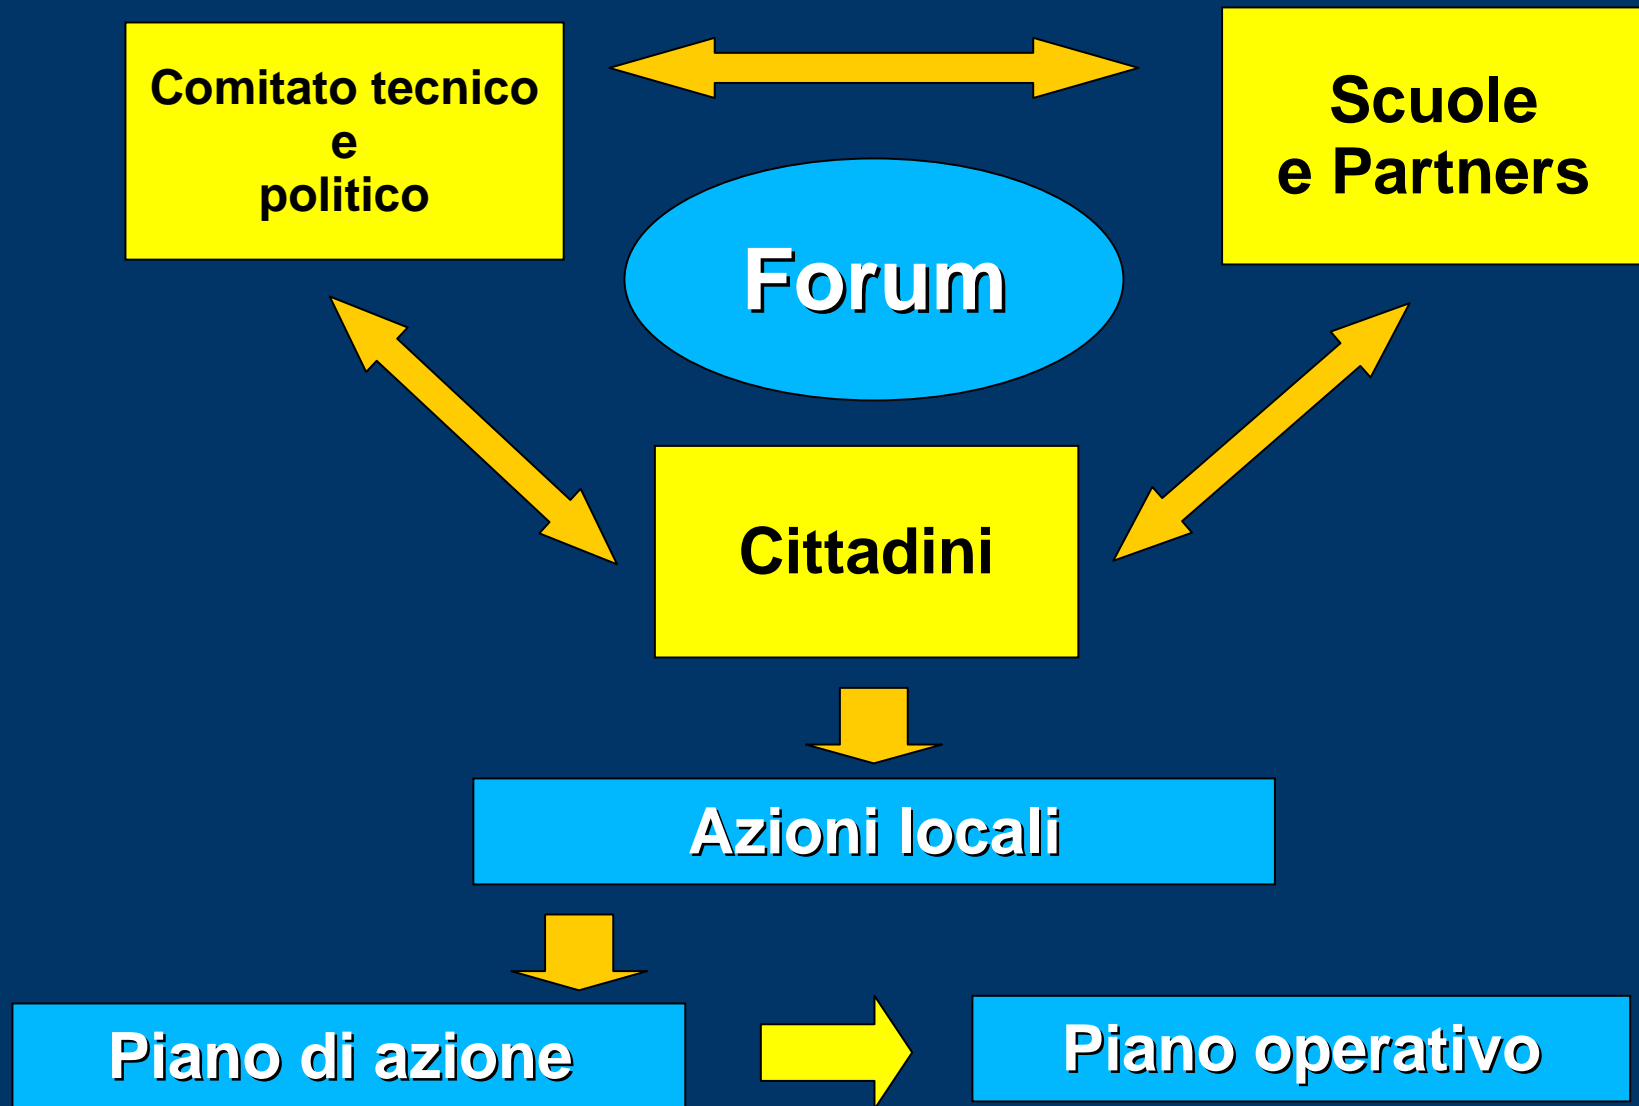 Comitato tecnico
e
politico
Scuole
e Partners
Forum
Cittadini
Azioni locali
Piano di azione
Piano operativo